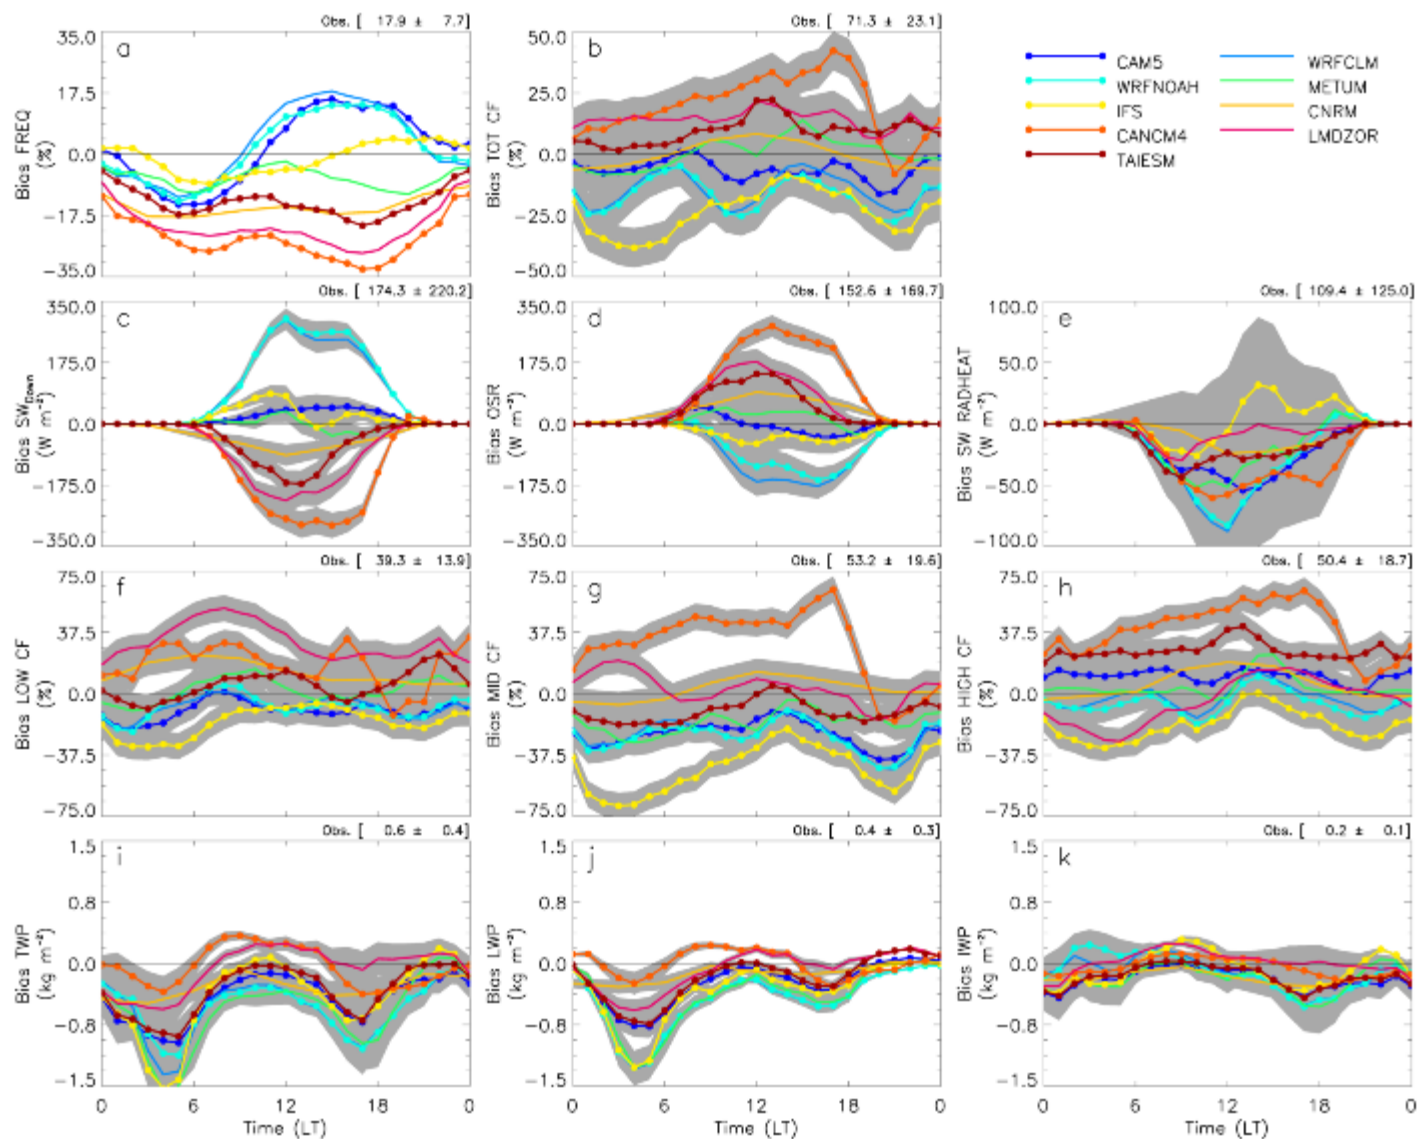 Obs. [ 17.9 ± 7.7]
a
35.0
17.5
0.0
-17.5
-35.0
Bias FREQ
(%)
Obs. [ 71.3 ± 23.1]
b
50.0
25.0
0.0
-25.0
-50.0
Bias TOT CF
(%)
CAM5
WRFNOAH
IFS
CANCM4
TAIESM
WRFCLM
METUM
CNRM
LMDZOR
Obs. [ 174.3 ± 220.2]
c
350.0
175.0
0.0
-175.0
-350.0
Bias SWDown
(W m⁻²)
Obs. [ 152.6 ± 169.7]
d
350.0
175.0
0.0
-175.0
-350.0
Bias OSR
(W m⁻²)
Obs. [ 109.4 ± 125.0]
e
100.0
50.0
0.0
-50.0
-100.0
Bias SW RADHEAT
(W m⁻²)
Obs. [ 39.3 ± 13.9]
f
75.0
37.5
0.0
-37.5
-75.0
Bias LOW CF
(%)
Obs. [ 53.2 ± 19.6]
g
75.0
37.5
0.0
-37.5
-75.0
Bias MID CF
(%)
Obs. [ 50.4 ± 18.7]
h
75.0
37.5
0.0
-37.5
-75.0
Bias HIGH CF
(%)
Obs. [ 0.6 ± 0.4]
i
1.5
0.8
0.0
-0.8
-1.5
Bias TWP
(kg m⁻²)
0 6 12 18 0
Time (LT)
Obs. [ 0.4 ± 0.3]
j
1.5
0.8
0.0
-0.8
-1.5
Bias LWP
(kg m⁻²)
0 6 12 18 0
Time (LT)
Obs. [ 0.2 ± 0.1]
k
1.5
0.8
0.0
-0.8
-1.5
Bias IWP
(kg m⁻²)
0 6 12 18 0
Time (LT)